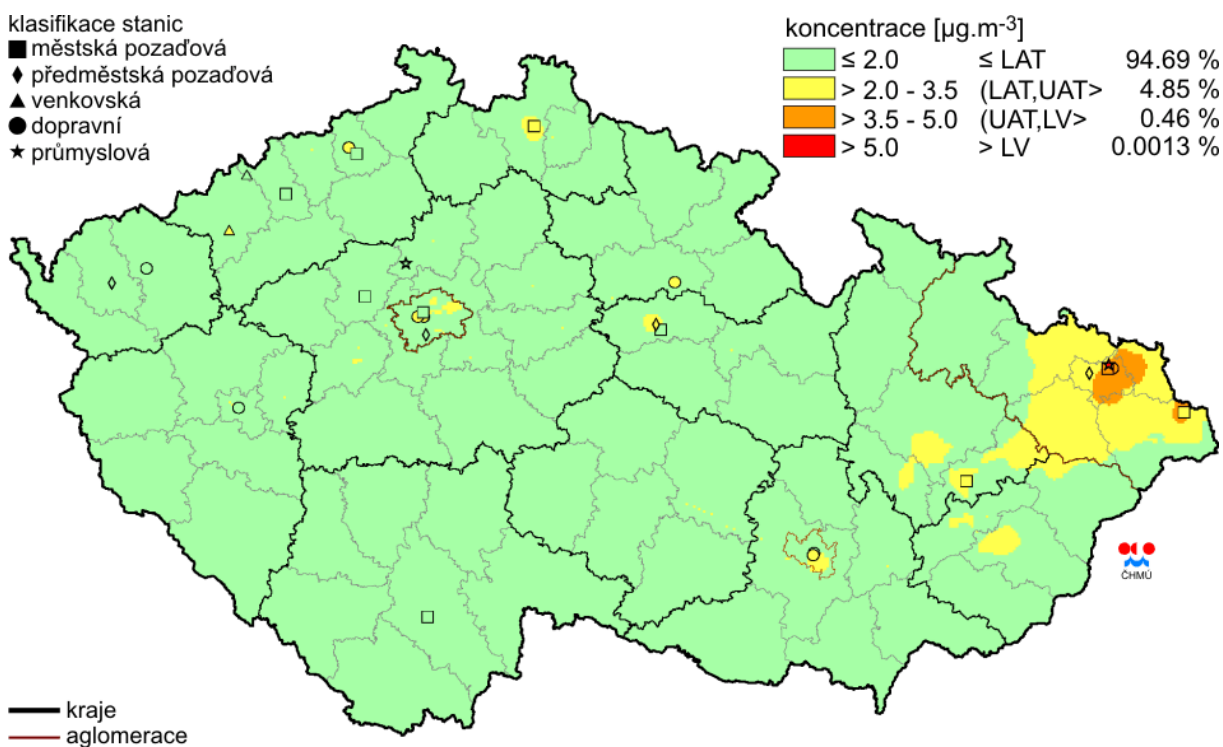 klasifikace stanic
městská pozaďová
předměstská pozaďová
venkovská
dopravní
průmyslová
koncentrace [µg.m⁻³]
≤ 2.0 ≤ LAT 94.69 %
> 2.0 - 3.5 (LAT,UAT> 4.85 %
> 3.5 - 5.0 (UAT,LV> 0.46 %
> 5.0 > LV 0.0013 %
ČHMÚ
kraje
aglomerace